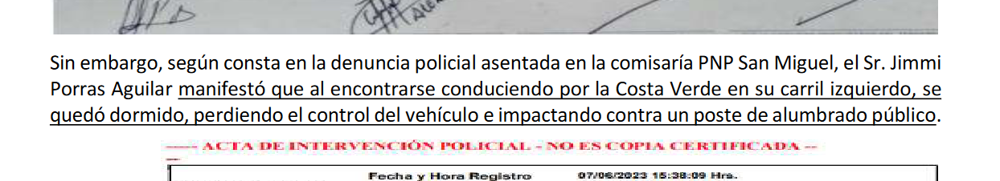 Sin embargo, según consta en la denuncia policial asentada en la comisaría PNP San Miguel, el Sr. Jimmi
Porras Aguilar manifestó que al encontrarse conduciendo por la Costa Verde en su carril izquierdo, se
quedó dormido, perdiendo el control del vehículo e impactando contra un poste de alumbrado público.
----- ACTA DE INTERVENCIÓN POLICIAL - NO ES COPIA CERTIFICADA --
--
Fecha y Hora Registro 07/06/2023 15:38:09 Hrs.